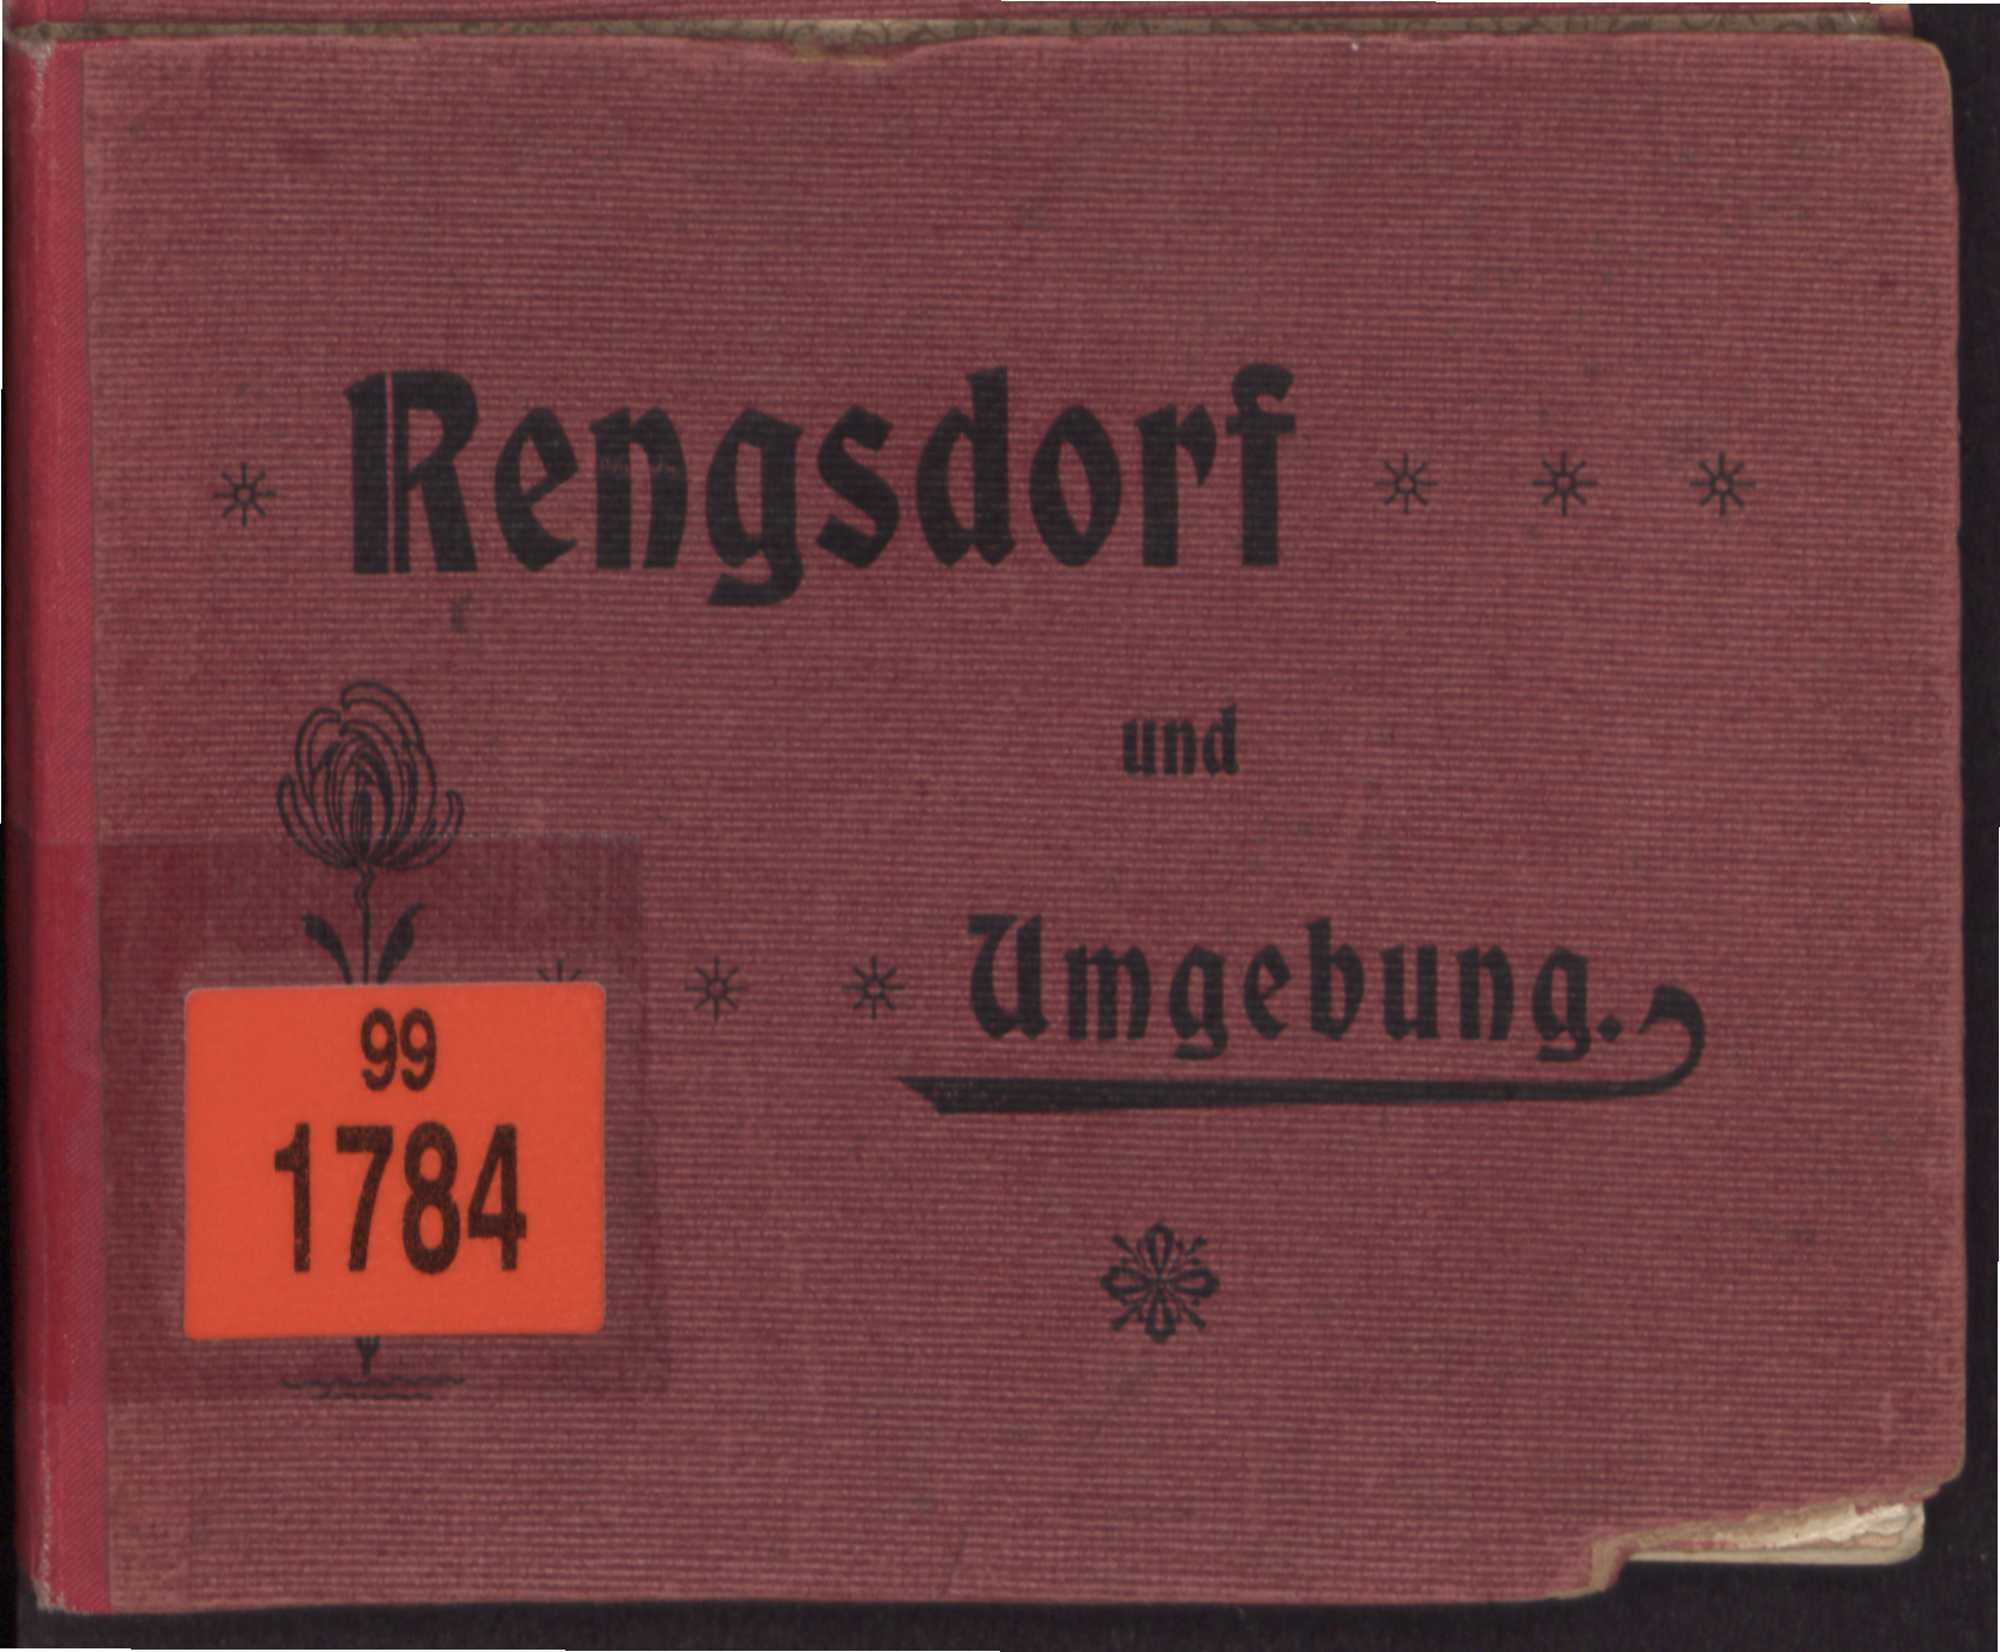 Rengsdorf
und
Umgebung.
99
1784